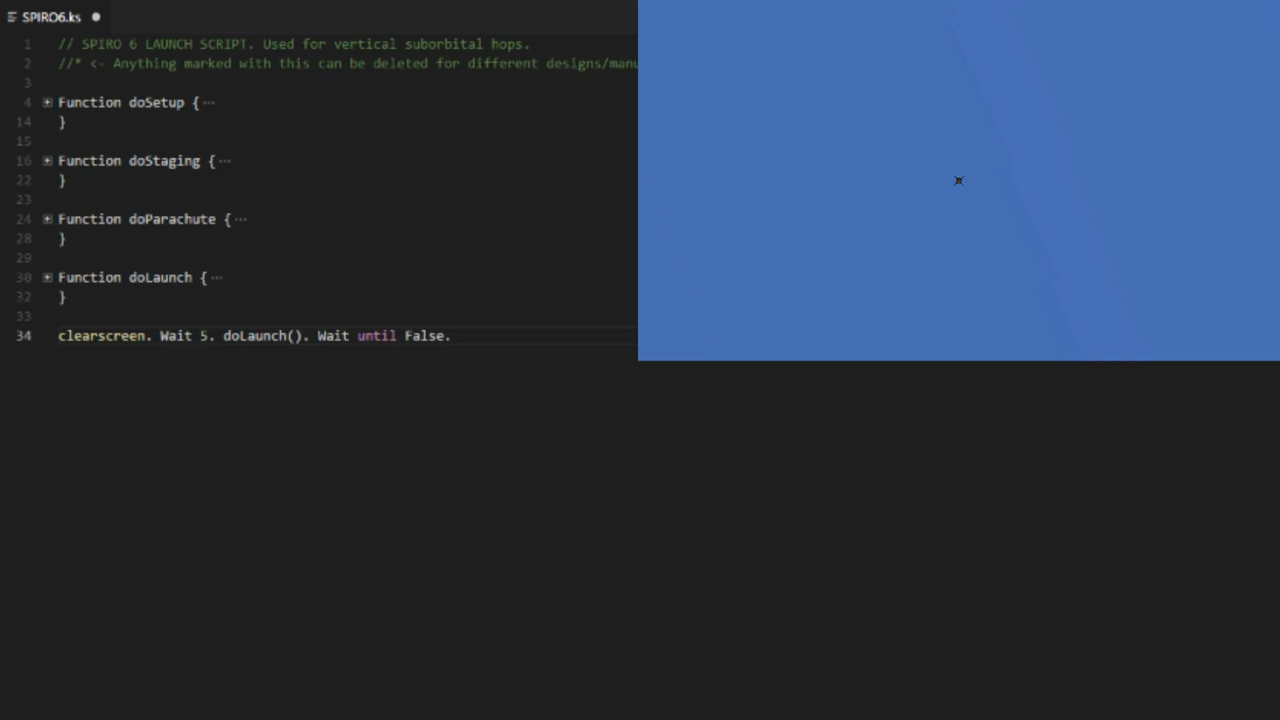 SPIRO6.ks
1 // SPIRO 6 LAUNCH SCRIPT. Used for vertical suborbital hops.
2 //* <- Anything marked with this can be deleted for different designs/manu
3
4 Function doSetup { ···
14 }
15
16 Function doStaging { ···
22 }
23
24 Function doParachute { ···
28 }
29
30 Function doLaunch { ···
32 }
33
34 clearscreen. Wait 5. doLaunch(). Wait until False.